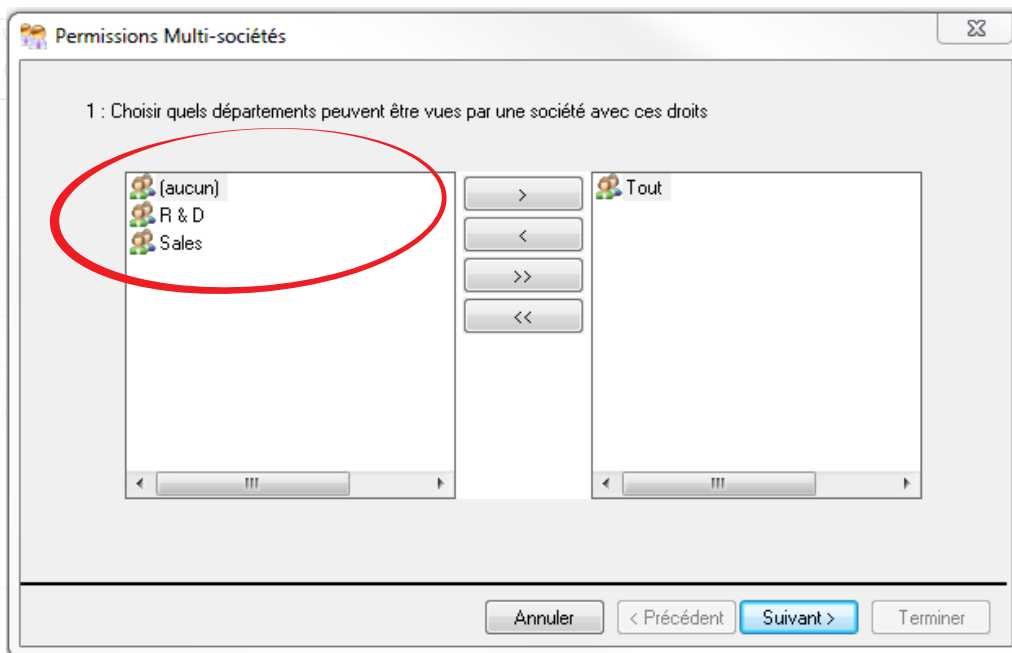 Permissions Multi-sociétés
1 : Choisir quels départements peuvent être vues par une société avec ces droits
(aucun)
R & D
Sales
>
<
>>
<<
Tout
Annuler
< Précédent
Suivant >
Terminer